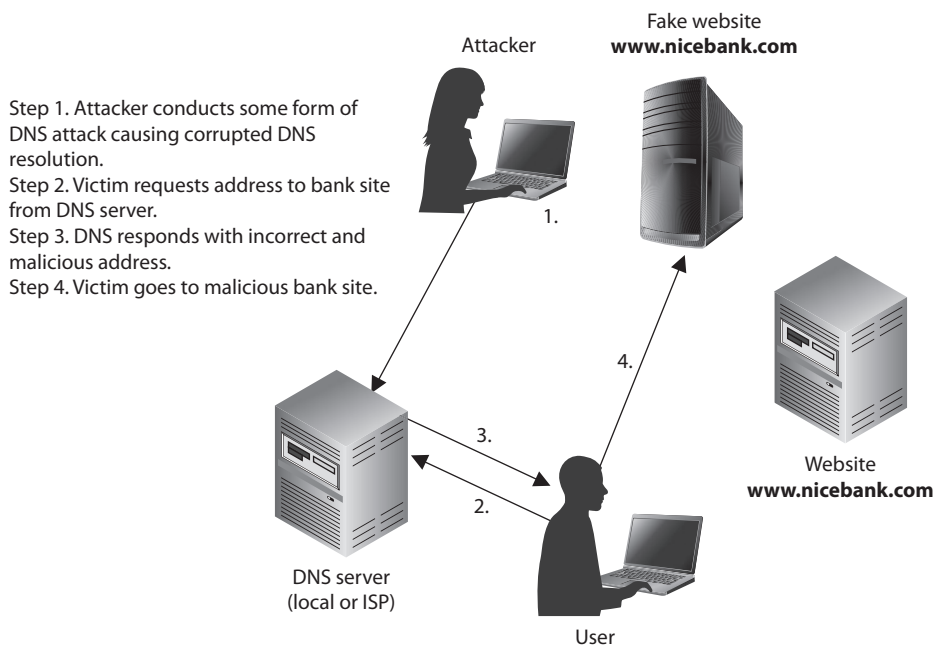 Fake website
www.nicebank.com
Attacker
Step 1. Attacker conducts some form of
DNS attack causing corrupted DNS
resolution.
Step 2. Victim requests address to bank site
from DNS server.
Step 3. DNS responds with incorrect and
malicious address.
Step 4. Victim goes to malicious bank site.
1.
4.
3.
2.
Website
www.nicebank.com
DNS server
(local or ISP)
User